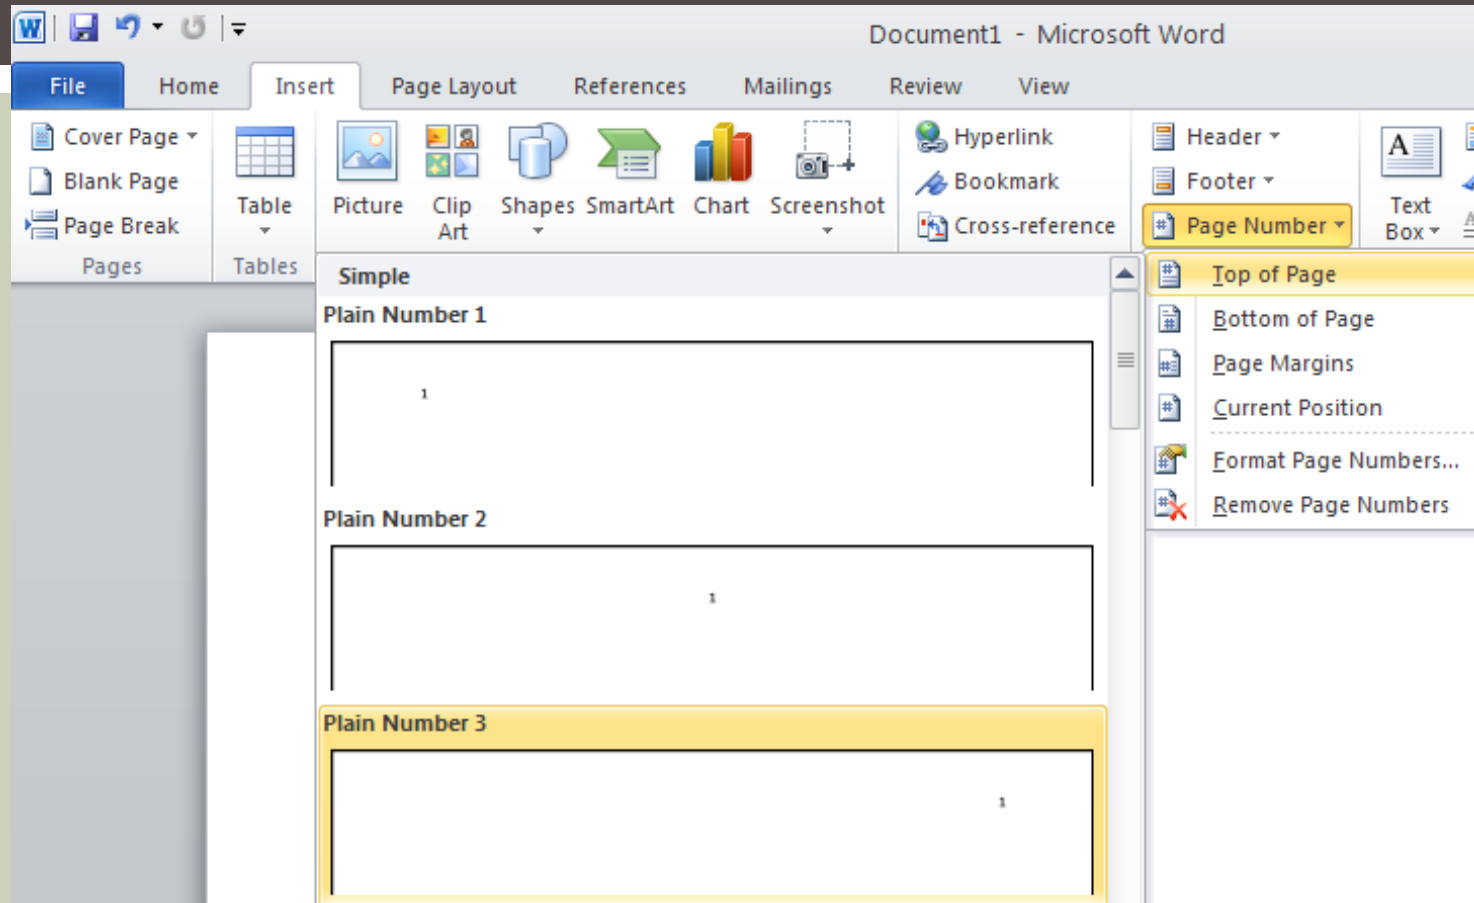 W
Document1 - Microsoft Word
File Home Insert Page Layout References Mailings Review View
Cover Page
Blank Page
Page Break
Pages
Table
Tables
Picture
Clip Art
Shapes
SmartArt
Chart
Screenshot
Hyperlink
Bookmark
Cross-reference
Header
Footer
# Page Number
A
Text Box
A
Simple
Plain Number 1
1
Plain Number 2
1
Plain Number 3
1
Top of Page
Bottom of Page
Page Margins
Current Position
Format Page Numbers...
Remove Page Numbers